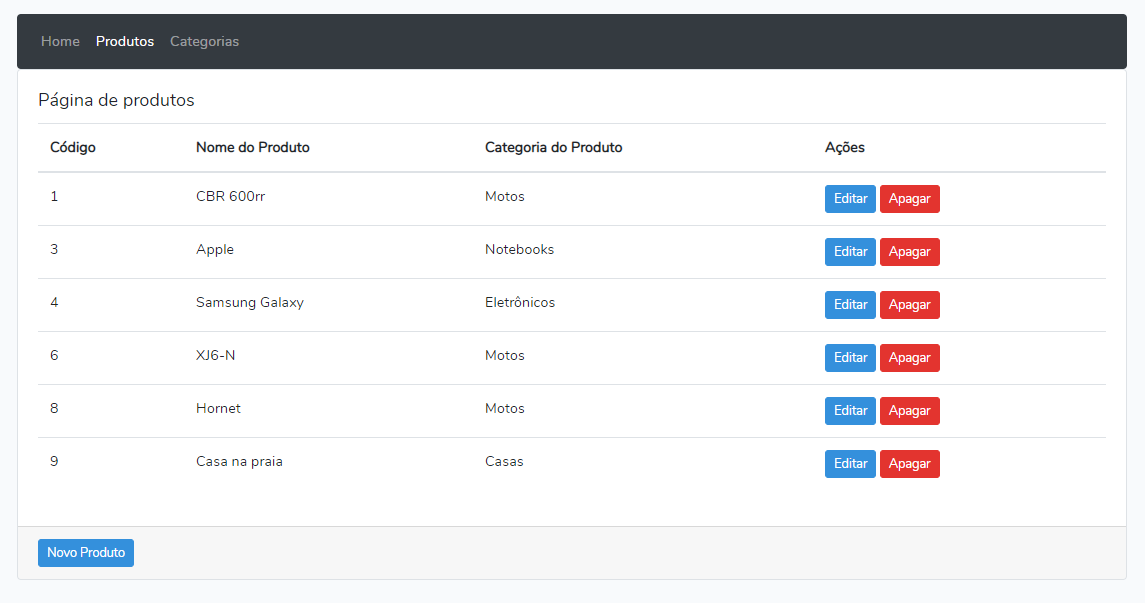 Home Produtos Categorias
Página de produtos
Código Nome do Produto Categoria do Produto Ações
1 CBR 600rr Motos Editar Apagar
3 Apple Notebooks Editar Apagar
4 Samsung Galaxy Eletrônicos Editar Apagar
6 XJ6-N Motos Editar Apagar
8 Hornet Motos Editar Apagar
9 Casa na praia Casas Editar Apagar
Novo Produto